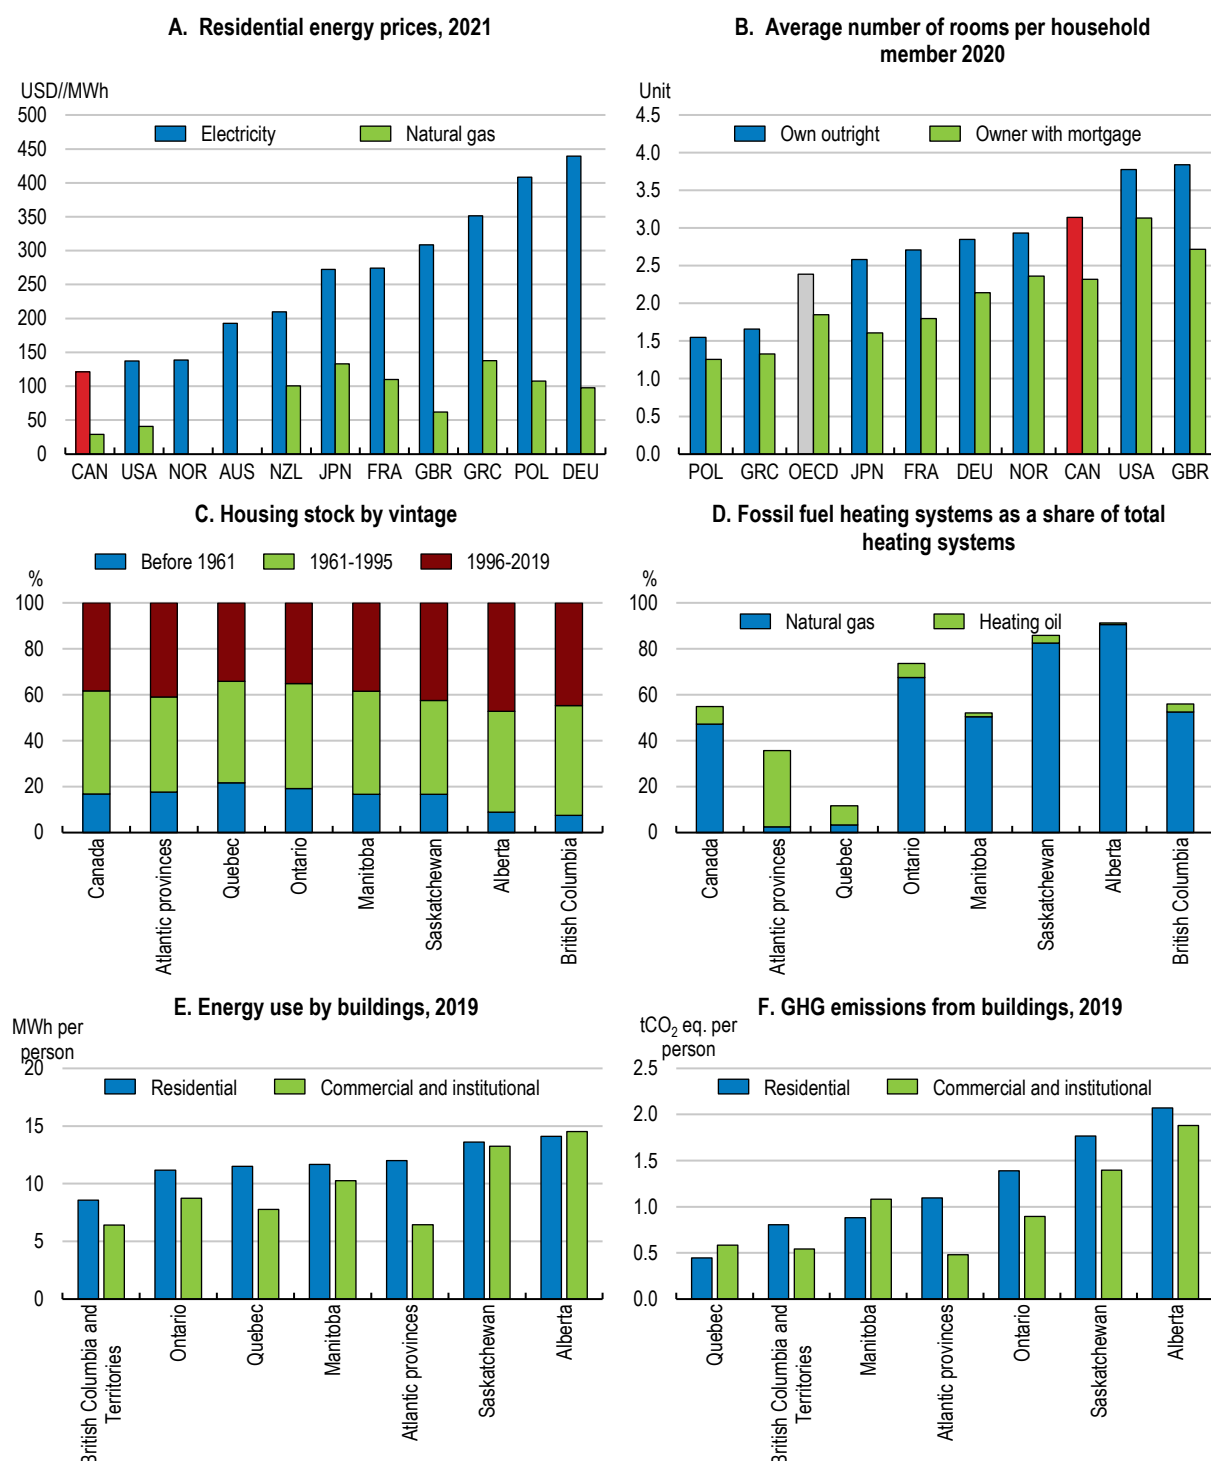 A. Residential energy prices, 2021
USD//MWh
500
450
400
350
300
250
200
150
100
50
0
Electricity
Natural gas
CAN USA NOR AUS NZL JPN FRA GBR GRC POL DEU
B. Average number of rooms per household
member 2020
Unit
4.5
4.0
3.5
3.0
2.5
2.0
1.5
1.0
0.5
0.0
Own outright
Owner with mortgage
POL GRC OECD JPN FRA DEU NOR CAN USA GBR
C. Housing stock by vintage
Before 1961
1961-1995
1996-2019
%
100
80
60
40
20
0
Canada
Atlantic provinces
Quebec
Ontario
Manitoba
Saskatchewan
Alberta
British Columbia
D. Fossil fuel heating systems as a share of total
heating systems
%
100
80
60
40
20
0
Natural gas
Heating oil
Canada
Atlantic provinces
Quebec
Ontario
Manitoba
Saskatchewan
Alberta
British Columbia
E. Energy use by buildings, 2019
MWh per
person
20
15
10
5
0
Residential
Commercial and institutional
British Columbia and
Territories
Ontario
Quebec
Manitoba
Atlantic provinces
Saskatchewan
Alberta
F. GHG emissions from buildings, 2019
tCO₂ eq. per
person
2.5
2.0
1.5
1.0
0.5
0.0
Residential
Commercial and institutional
Quebec
British Columbia and
Territories
Manitoba
Atlantic provinces
Ontario
Saskatchewan
Alberta